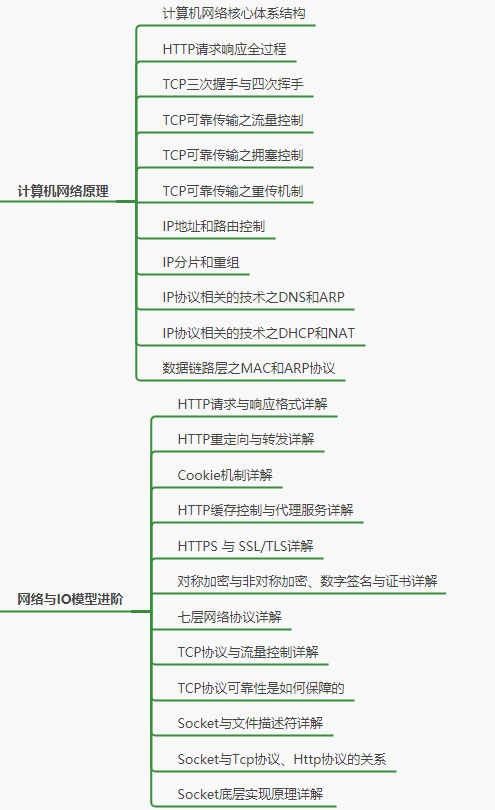 计算机网络核心体系结构
HTTP请求响应全过程
TCP三次握手与四次挥手
TCP可靠传输之流量控制
TCP可靠传输之拥塞控制
计算机网络原理
TCP可靠传输之重传机制
IP地址和路由控制
IP分片和重组
IP协议相关的技术之DNS和ARP
IP协议相关的技术之DHCP和NAT
数据链路层之MAC和ARP协议
HTTP请求与响应格式详解
HTTP重定向与转发详解
Cookie机制详解
HTTP缓存控制与代理服务详解
HTTPS 与 SSL/TLS详解
对称加密与非对称加密、数字签名与证书详解
网络与IO模型进阶
七层网络协议详解
TCP协议与流量控制详解
TCP协议可靠性是如何保障的
Socket与文件描述符详解
Socket与Tcp协议、Http协议的关系
Socket底层实现原理详解